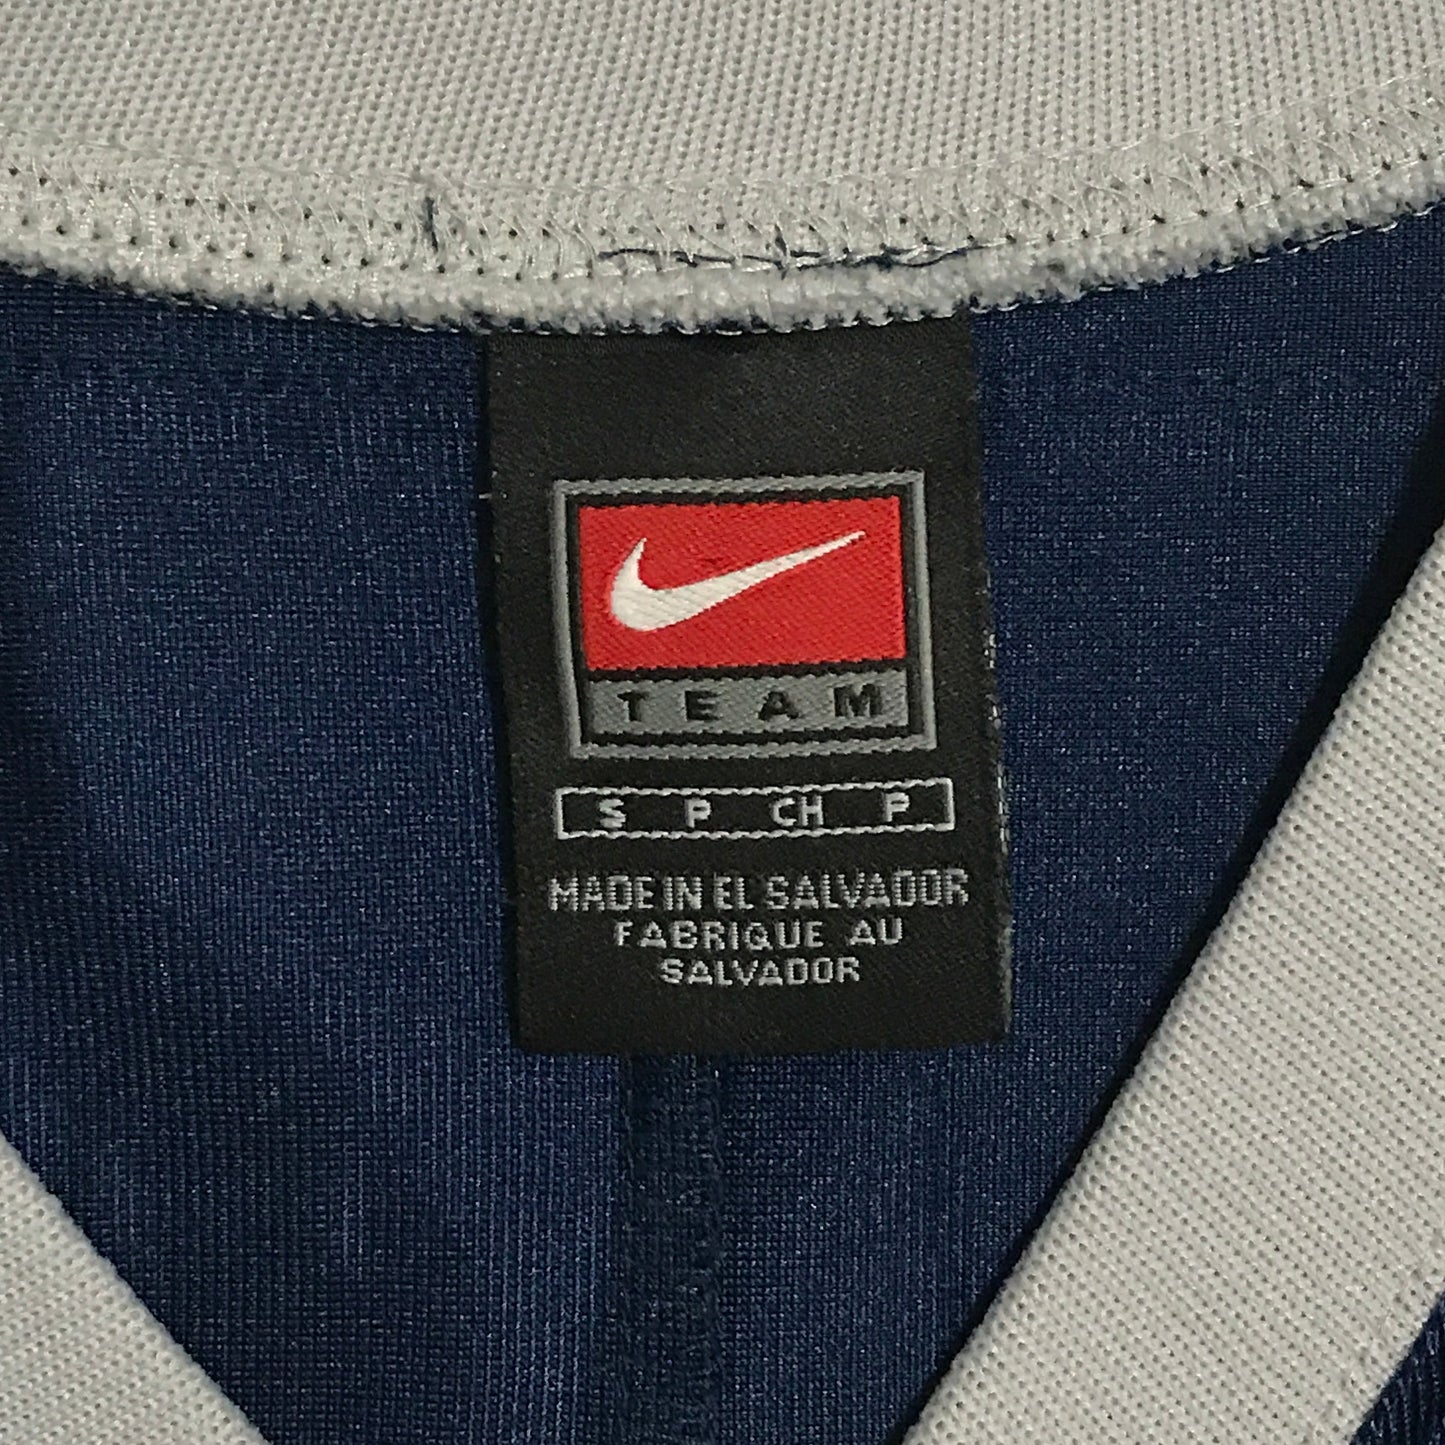 TEAM
S P CH P
MADE IN EL SALVADOR
FABRIQUE AU
SALVADOR